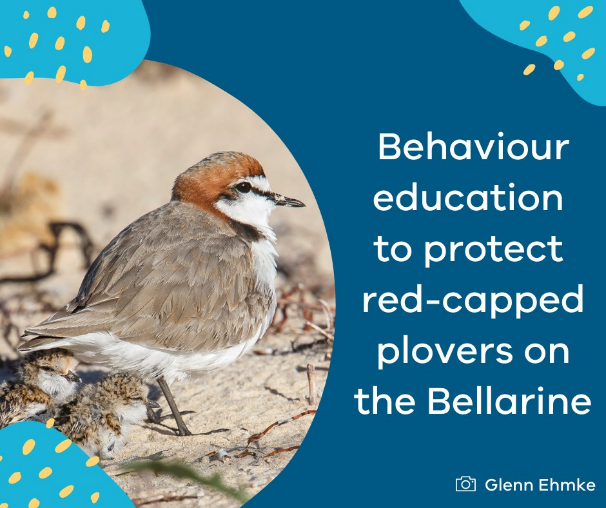 Behaviour
education
to protect
red-capped
plovers on
the Bellarine
Glenn Ehmke